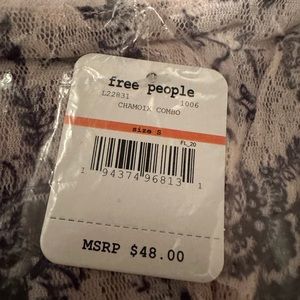 free people
L22831 1006
CHAMOIX COMBO
size S
FL_20
1 94374 96813 1
MSRP $48.00